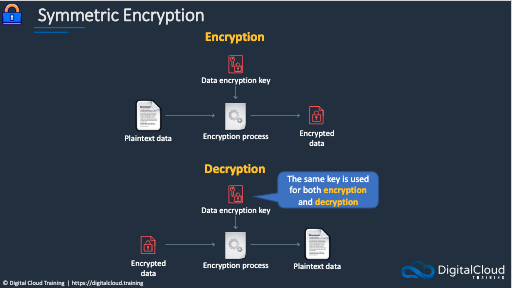 Symmetric Encryption
Encryption
Data encryption key
Plaintext data
Encryption process
Encrypted
data
Decryption
The same key is used
for both encryption
and decryption
Data encryption key
Encrypted
data
Encryption process
Plaintext data
DigitalCloud
TRAINING
© Digital Cloud Training | https://digitalcloud.training